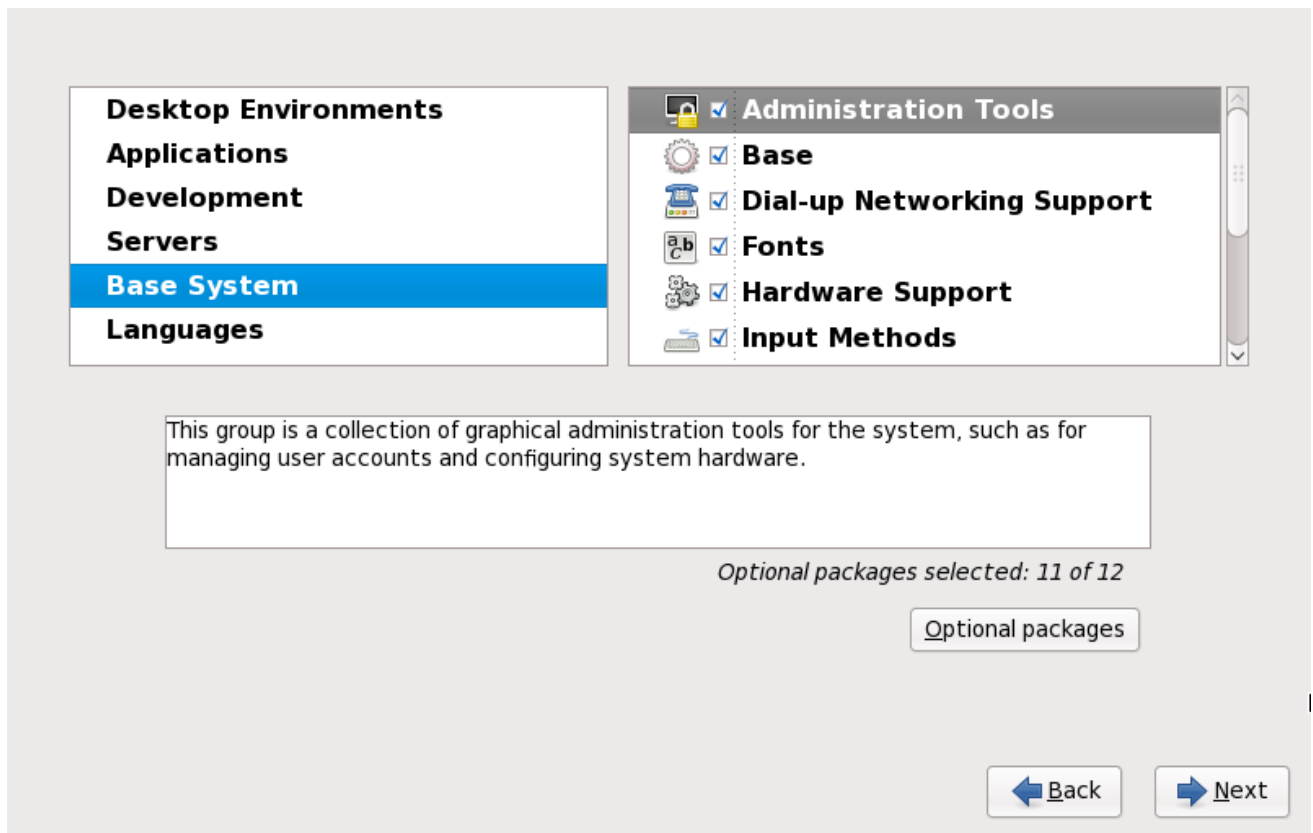 Desktop Environments
Applications
Development
Servers
Base System
Languages
Administration Tools
Base
Dial-up Networking Support
Fonts
Hardware Support
Input Methods
This group is a collection of graphical administration tools for the system, such as for
managing user accounts and configuring system hardware.
Optional packages selected: 11 of 12
Optional packages
Back
Next